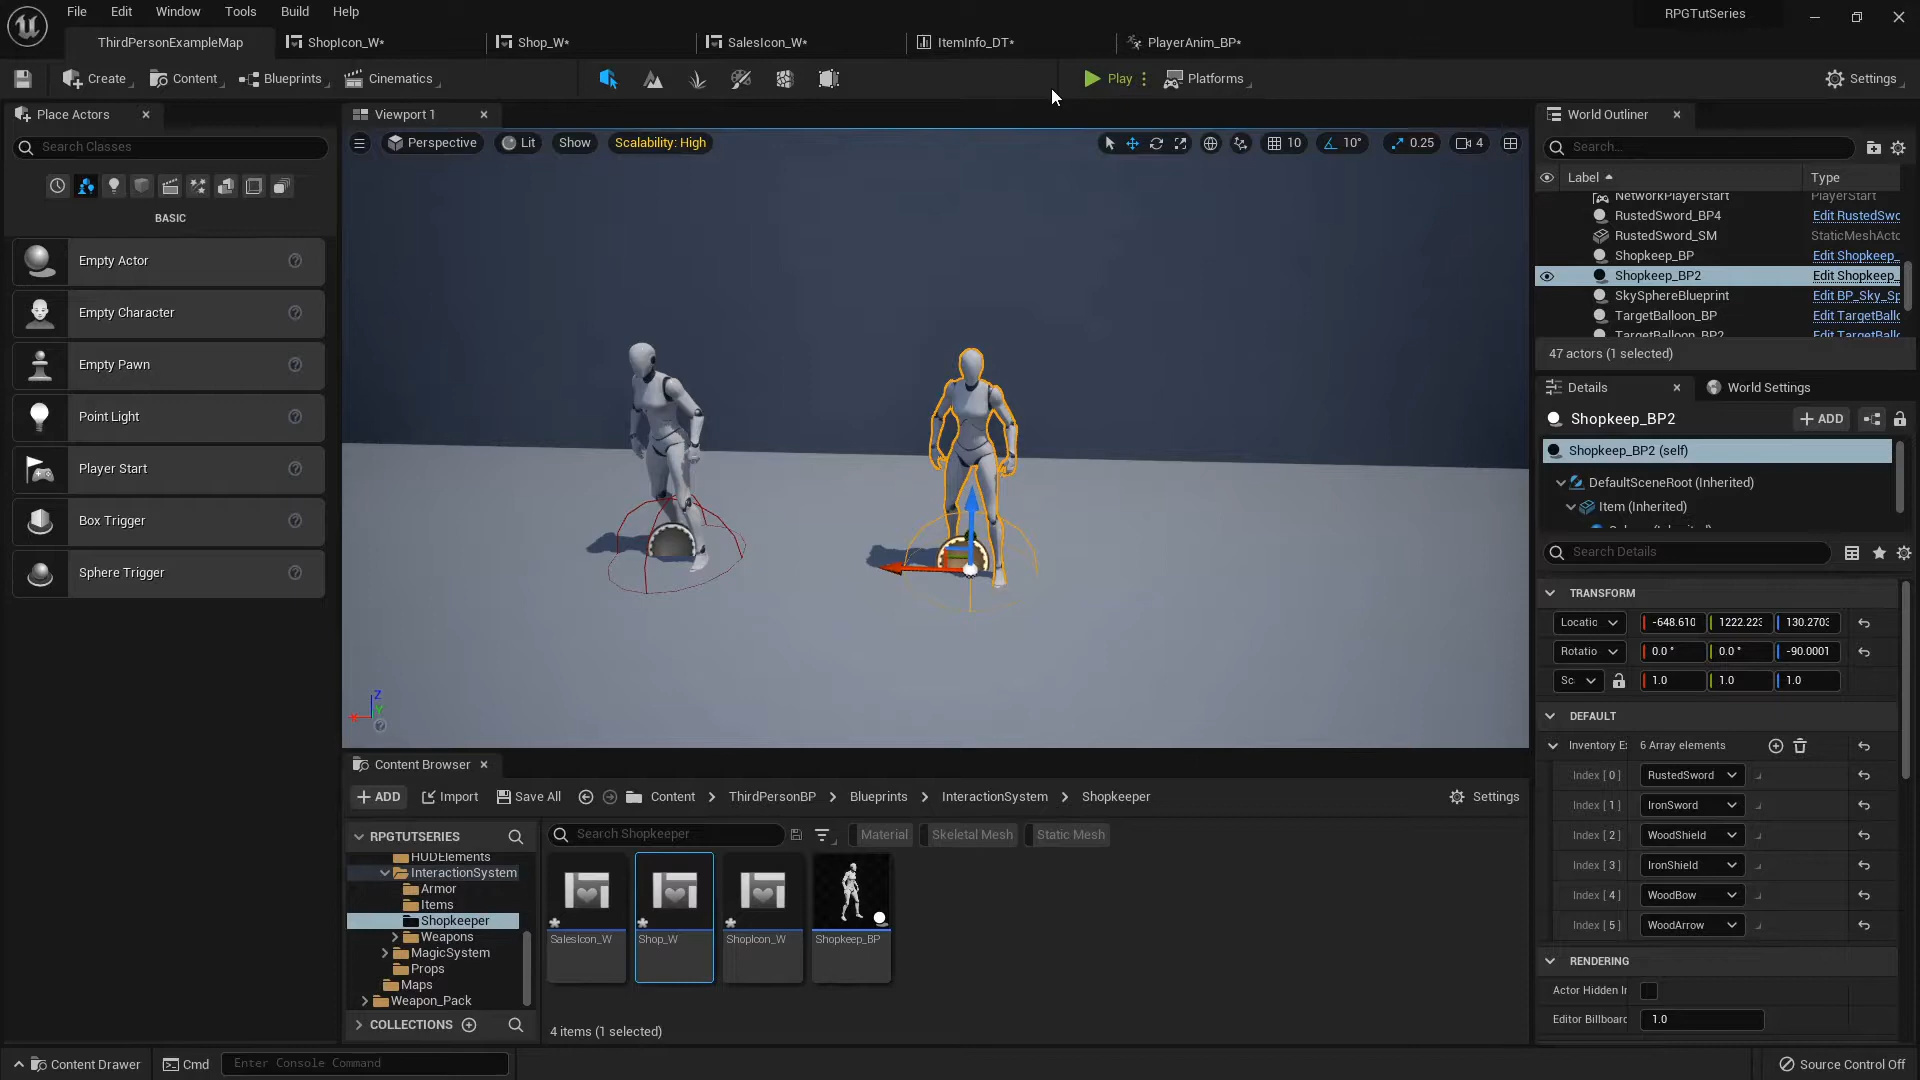 File Edit Window Tools Build Help
RPGTutSeries
ThirdPersonExampleMap ShopIcon_W* Shop_W* SalesIcon_W* ItemInfo_DT* PlayerAnim_BP*
Create Content Blueprints Cinematics Play Platforms Settings
Place Actors
Search Classes
BASIC
Empty Actor
Empty Character
Empty Pawn
Point Light
Player Start
Box Trigger
Sphere Trigger
Viewport 1
Perspective Lit Show Scalability: High 10 10° 0.25 4
Z
Y
World Outliner
Search...
Label Type
NetworkPlayerStart PlayerStart
RustedSword_BP4 Edit RustedSwo
RustedSword_SM StaticMeshActo
Shopkeep_BP Edit Shopkeep_
Shopkeep_BP2 Edit Shopkeep_
SkySphereBlueprint Edit BP_Sky_Sp
TargetBalloon_BP Edit TargetBallo
TargetBalloon_BP2 Edit TargetBallo
47 actors (1 selected)
Details World Settings
Shopkeep_BP2 ADD
Shopkeep_BP2 (self)
DefaultSceneRoot (Inherited)
Item (Inherited)
Search Details
TRANSFORM
Locatic -648.610 1222.223 130.2703
Rotatio 0.0 ° 0.0 ° -90.0001
Sc 1.0 1.0 1.0
DEFAULT
Inventory E 6 Array elements
Index [ 0 ] RustedSword
Index [ 1 ] IronSword
Index [ 2 ] WoodShield
Index [ 3 ] IronShield
Index [ 4 ] WoodBow
Index [ 5 ] WoodArrow
RENDERING
Actor Hidden Ir
Editor Billboarc 1.0
Content Browser
ADD Import Save All Content ThirdPersonBP Blueprints InteractionSystem Shopkeeper Settings
RPGTUTSERIES
HUDElements
InteractionSystem
Armor
Items
Shopkeeper
Weapons
MagicSystem
Props
Maps
Weapon_Pack
COLLECTIONS
Search Shopkeeper Material Skeletal Mesh Static Mesh
SalesIcon_W Shop_W ShopIcon_W Shopkeep_BP
4 items (1 selected)
Content Drawer Cmd Enter Console Command Source Control Off